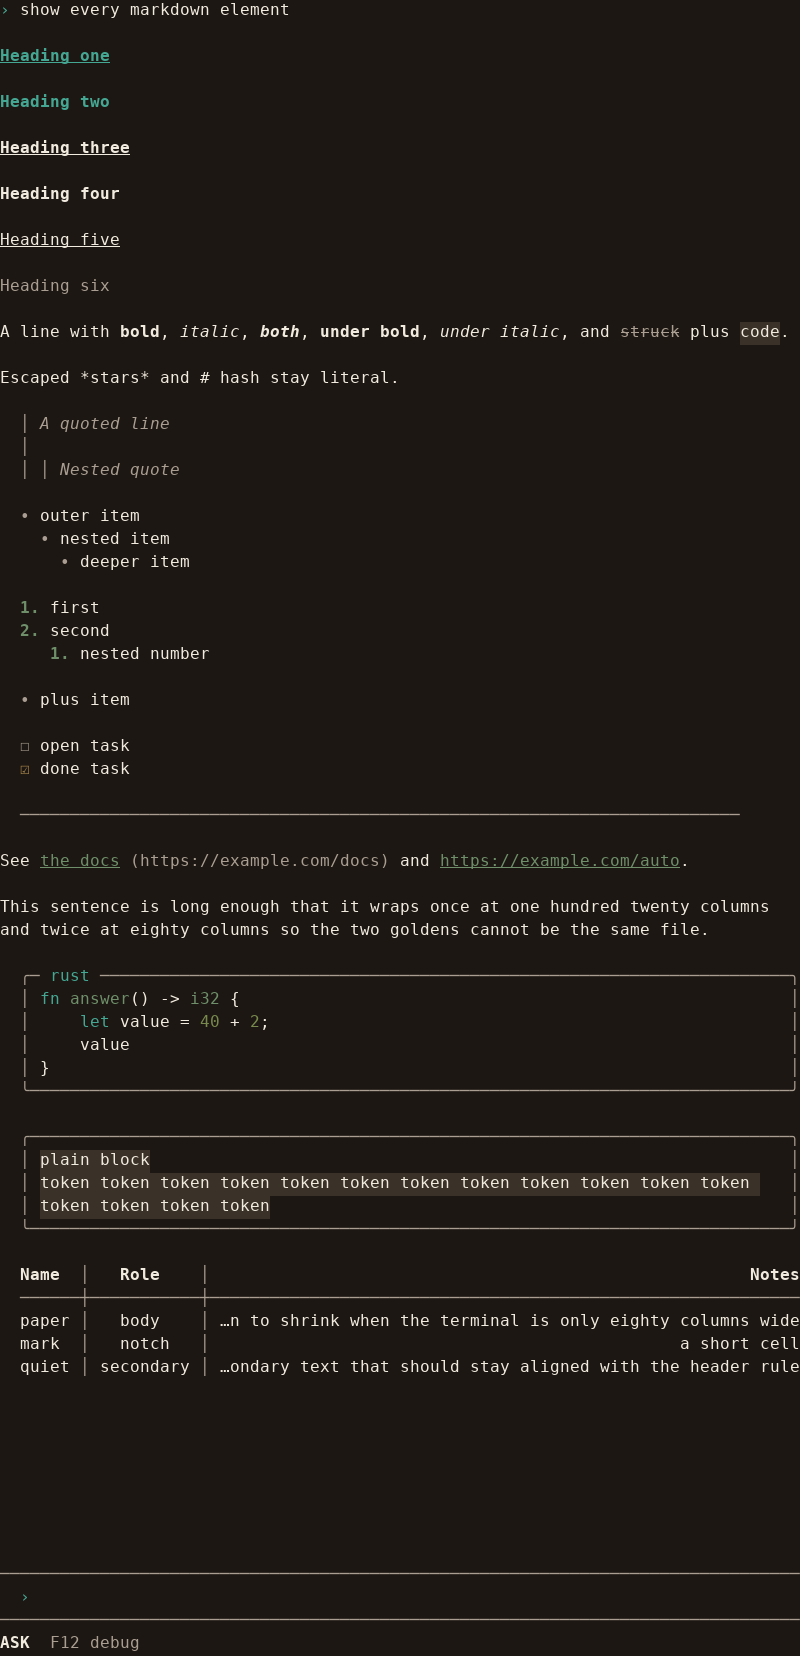 › show every markdown element
Heading one
Heading two
Heading three
Heading four
Heading five
Heading six
A line with bold, italic, both, under bold, under italic, and struck plus code.
Escaped *stars* and # hash stay literal.
A quoted line
Nested quote
• outer item
• nested item
• deeper item
1. first
2. second
1. nested number
• plus item
☐ open task
☑ done task
See the docs (https://example.com/docs) and https://example.com/auto.
This sentence is long enough that it wraps once at one hundred twenty columns
and twice at eighty columns so the two goldens cannot be the same file.
rust
fn answer() -> i32 {
    let value = 40 + 2;
    value
}
plain block
token token token token token token token token token token token token
token token token token
Name │ Role │ Notes
paper │ body │ …n to shrink when the terminal is only eighty columns wide
mark │ notch │ a short cell
quiet │ secondary │ …ondary text that should stay aligned with the header rule
›
ASK F12 debug